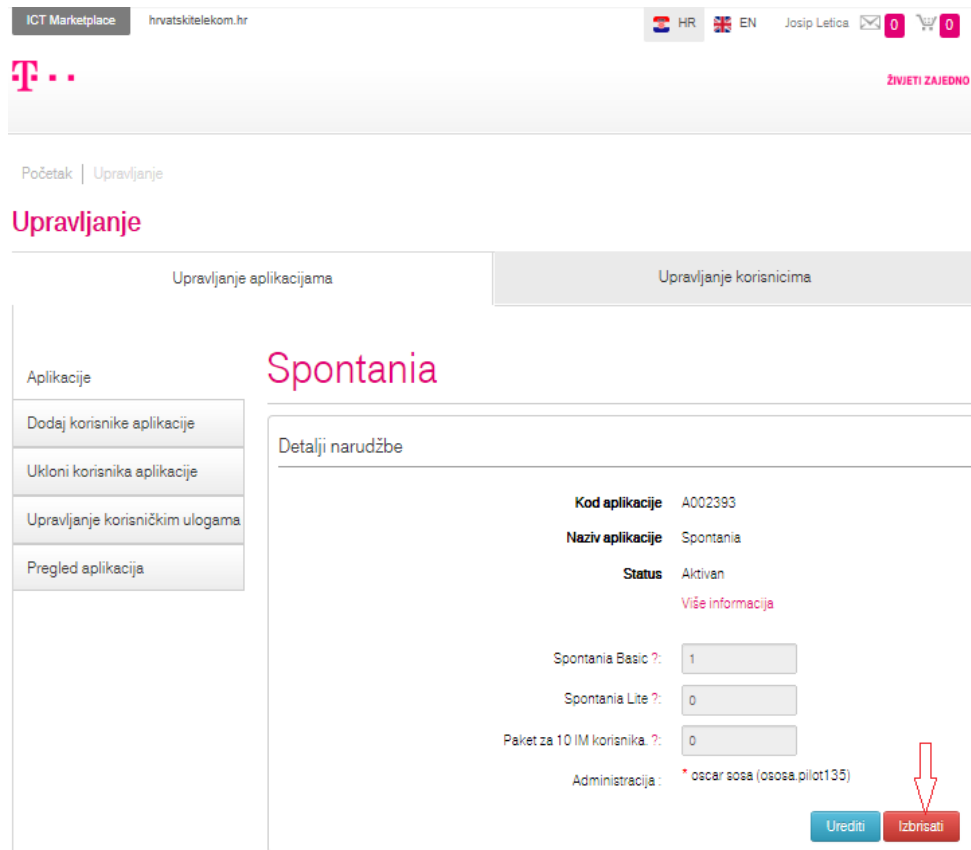 ICT Marketplace hrvatskitelekom.hr HR EN Josip Letica 0 0
T
ŽIVJETI ZAJEDNO
Početak | Upravljanje
Upravljanje
Upravljanje aplikacijama Upravljanje korisnicima
Aplikacije
Dodaj korisnike aplikacije
Ukloni korisnika aplikacije
Upravljanje korisničkim ulogama
Pregled aplikacija
Spontania
Detalji narudžbe
Kod aplikacije A002393
Naziv aplikacije Spontania
Status Aktivan
Više informacija
Spontania Basic ?: 1
Spontania Lite ?: 0
Paket za 10 IM korisnika. ?: 0
Administracija : * oscar sosa (ososa.pilot135)
Urediti Izbrisati